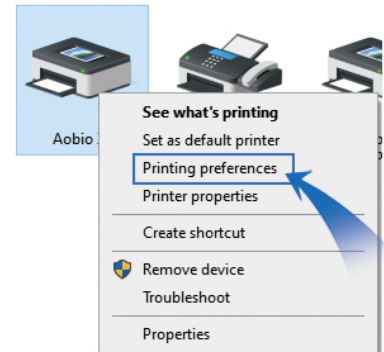 Aobio
See what's printing
Set as default printer
Printing preferences
Printer properties
Create shortcut
Remove device
Troubleshoot
Properties